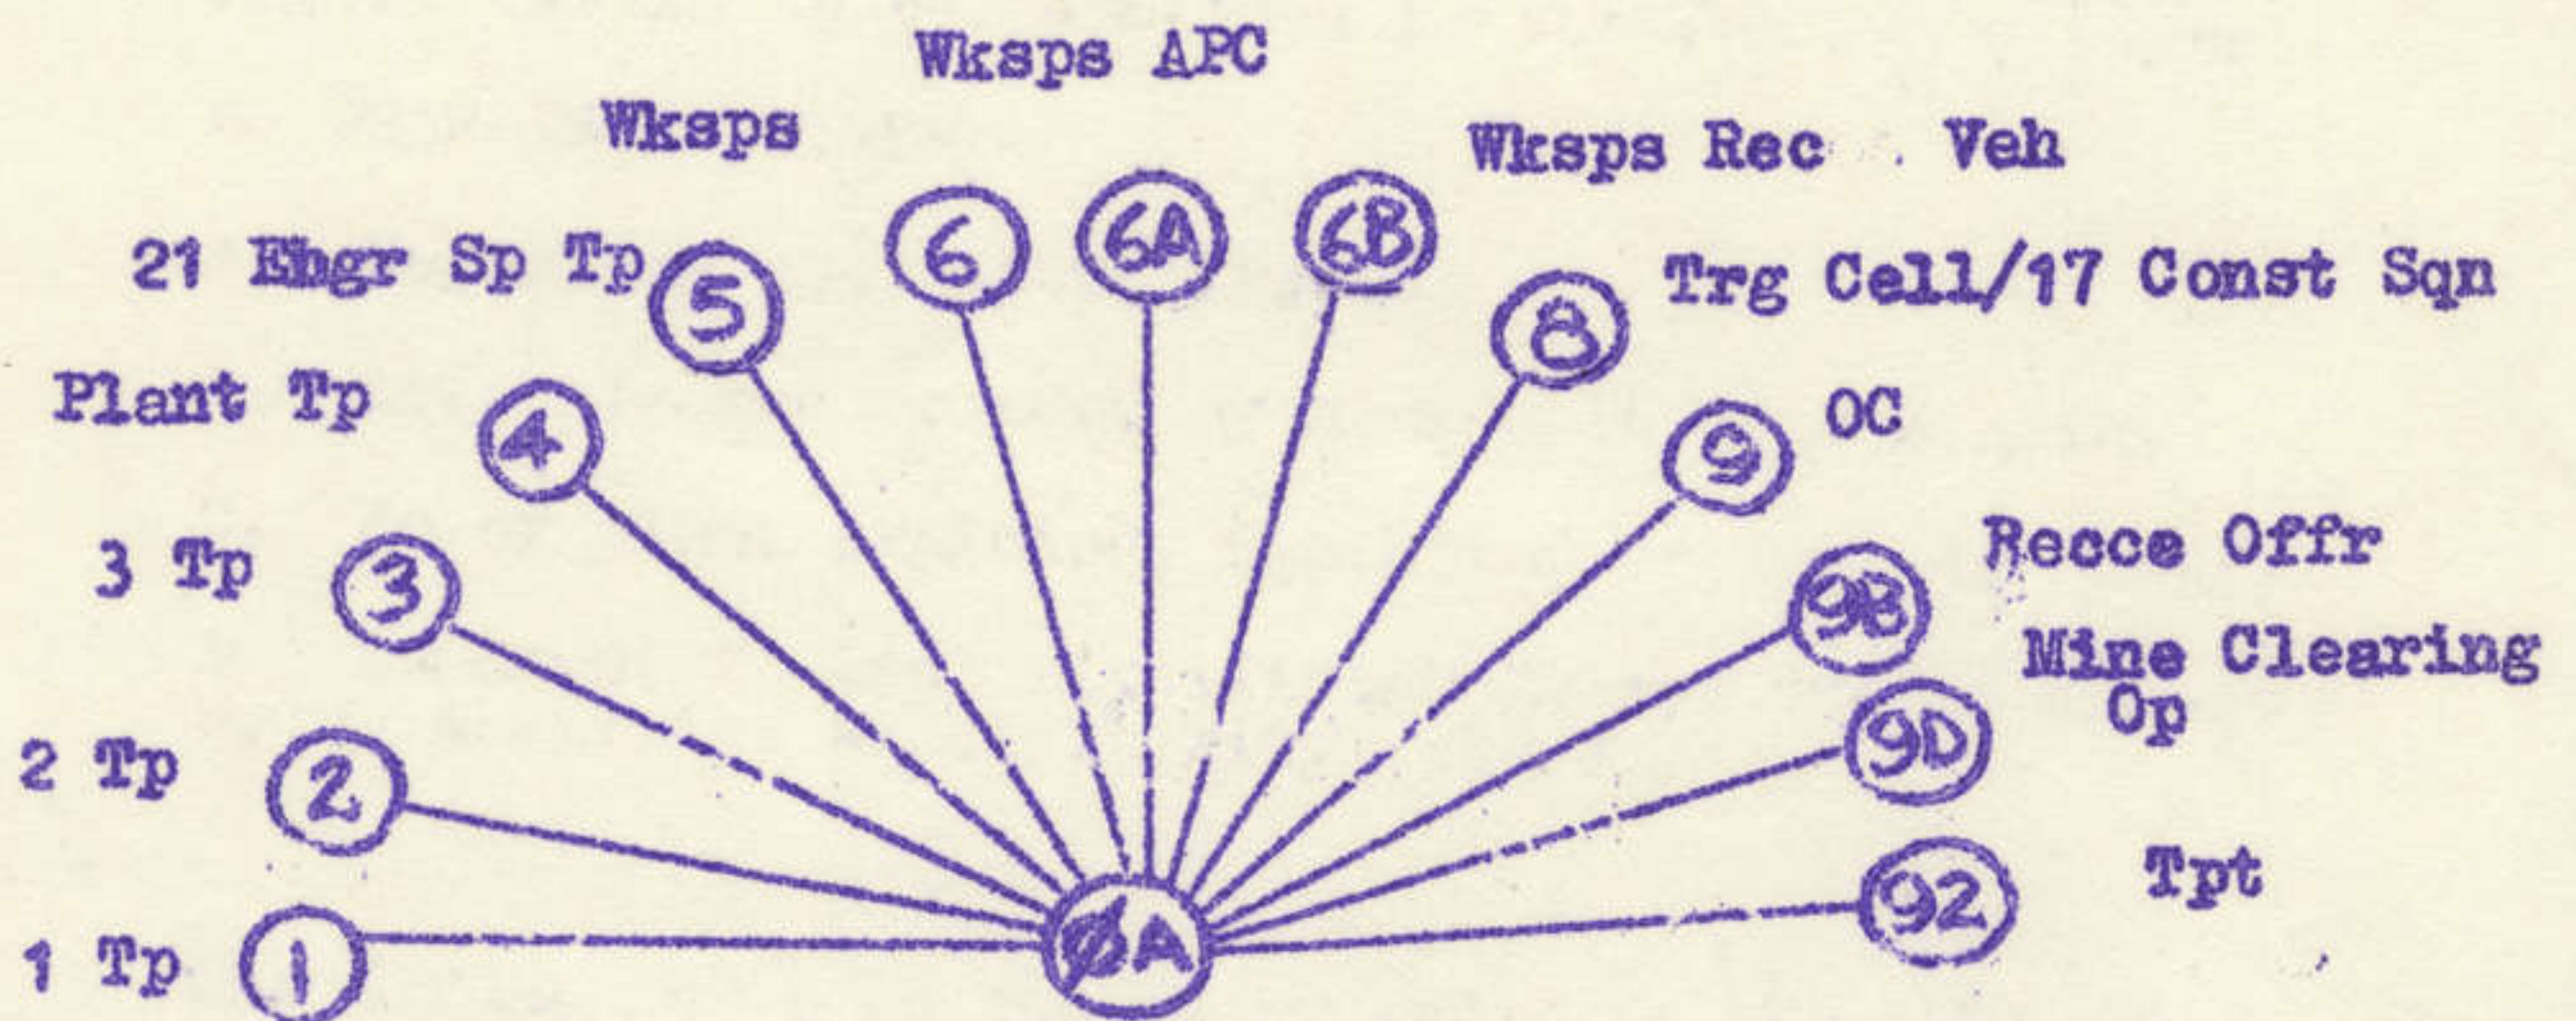 Wksps APC
Wksps
Wksps Rec Veh
21 Engr Sp Tp
5
6
6A
6B
8
Trg Cell/17 Const Sqn
Plant Tp
4
9
OC
3 Tp
3
9B
Recce Offr
Mine Clearing
Op
9D
2 Tp
2
92
Tpt
1 Tp
1
ØA